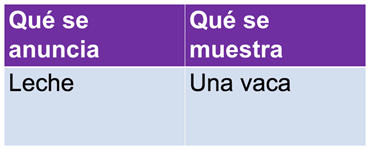 Qué se
anuncia
Qué se
muestra
Leche
Una vaca